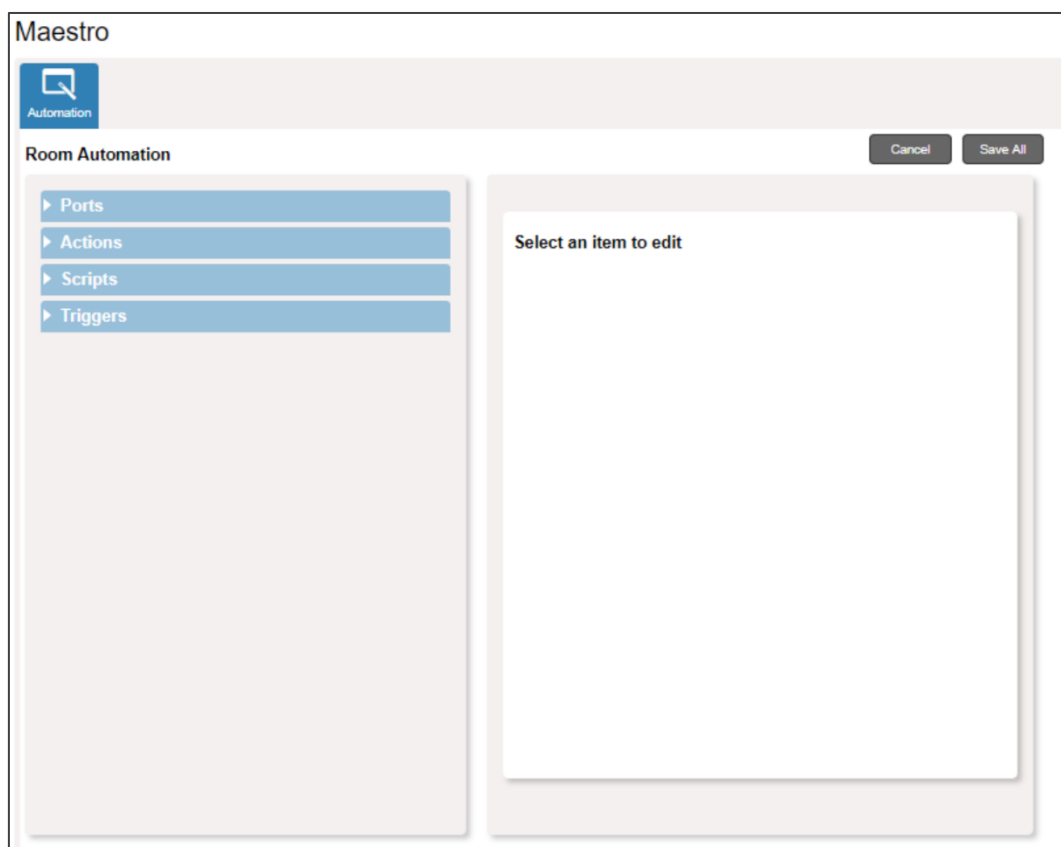 Maestro
Automation
Room Automation
Cancel
Save All
Ports
Actions
Scripts
Triggers
Select an item to edit